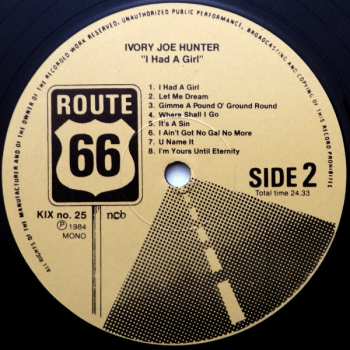 ALL RIGHTS OF THE MANUFACTURER AND OF THE OWNER OF THE RECORDED WORK RESERVED. UNAUTHORIZED PUBLIC PERFORMANCE, BROADCASTING AND COPYING OF THIS RECORD PROHIBITED
IVORY JOE HUNTER
"I Had A Girl"
1. I Had A Girl
2. Let Me Dream
3. Gimme A Pound O' Ground Round
4. Where Shall I Go
5. It's A Sin
6. I Ain't Got No Gal No More
7. U Name It
8. I'm Yours Until Eternity
ROUTE
66
SIDE 2
Total time 24.33
KIX no. 25
ncb
Ⓟ 1984
MONO